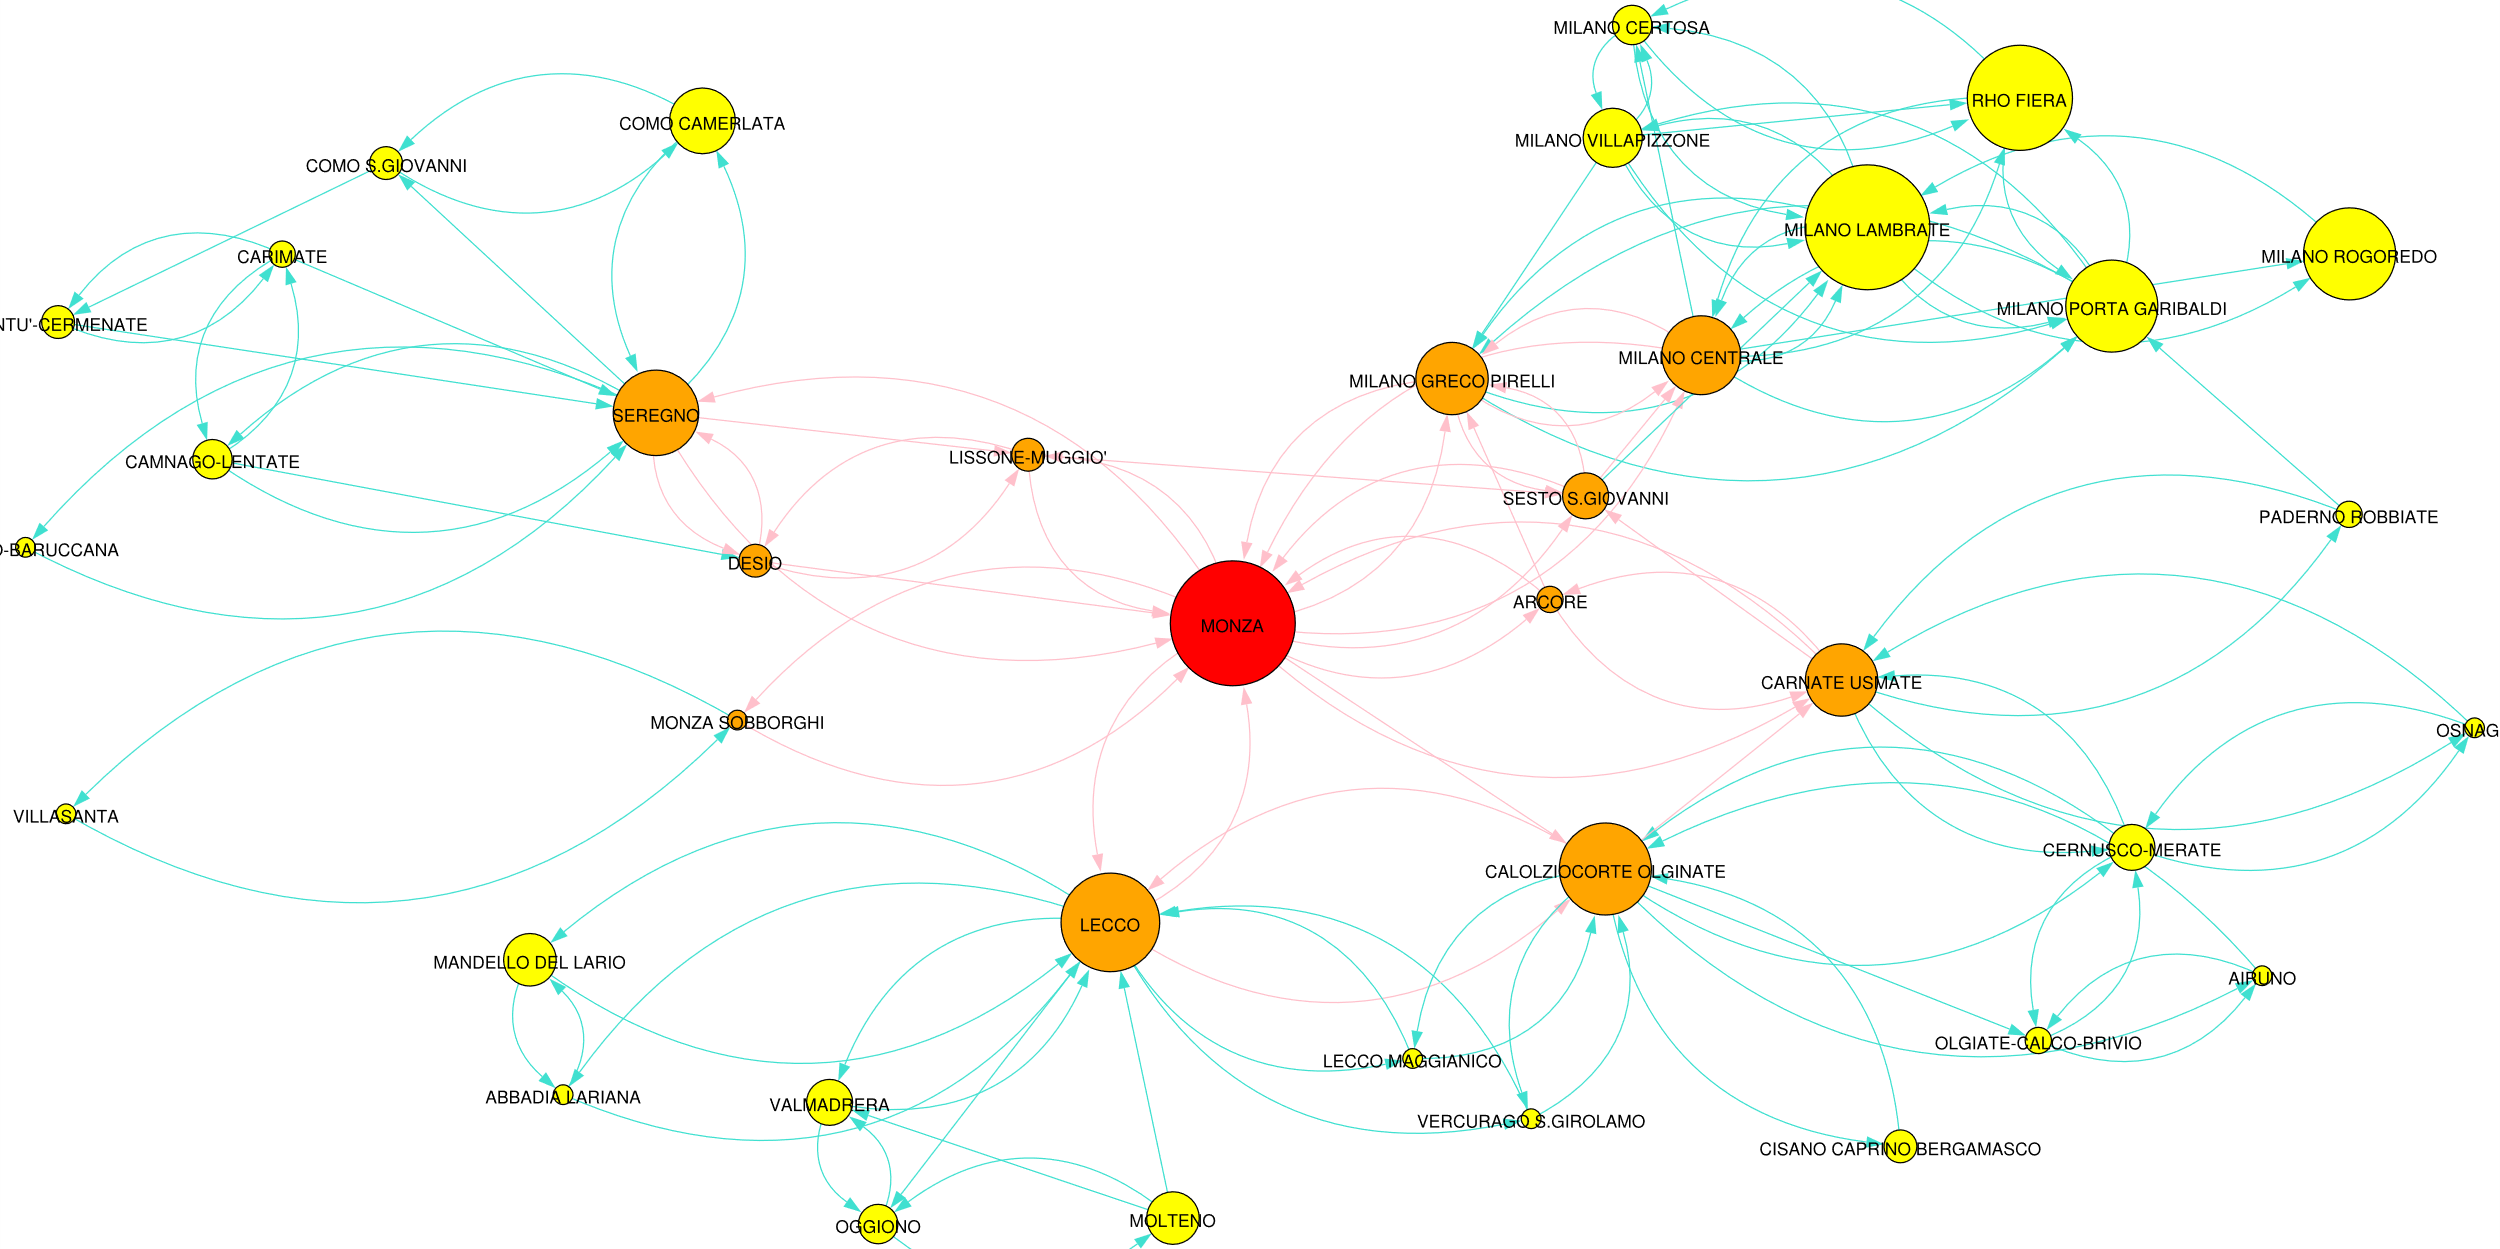 MILANO CERTOSA
RHO FIERA
COMO CAMERLATA
MILANO VILLAPIZZONE
COMO S.GIOVANNI
MILANO LAMBRATE
CARIMATE
MILANO ROGOREDO
MILANO PORTA GARIBALDI
NTU'-CERMENATE
MILANO CENTRALE
MILANO GRECO PIRELLI
SEREGNO
LISSONE-MUGGIO'
CAMNAGO-LENTATE
SESTO S.GIOVANNI
PADERNO ROBBIATE
O-BARUCCANA
DESIO
ARCORE
MONZA
CARNATE USMATE
MONZA SOBBORGHI
OSNAG
VILLASANTA
CERNUSCO-MERATE
CALOLZIOCORTE OLGINATE
LECCO
MANDELLO DEL LARIO
AIRUNO
OLGIATE-CALCO-BRIVIO
LECCO MAGGIANICO
ABBADIA LARIANA
VALMADRERA
VERCURAGO S.GIROLAMO
CISANO CAPRINO BERGAMASCO
MOLTENO
OGGIONO